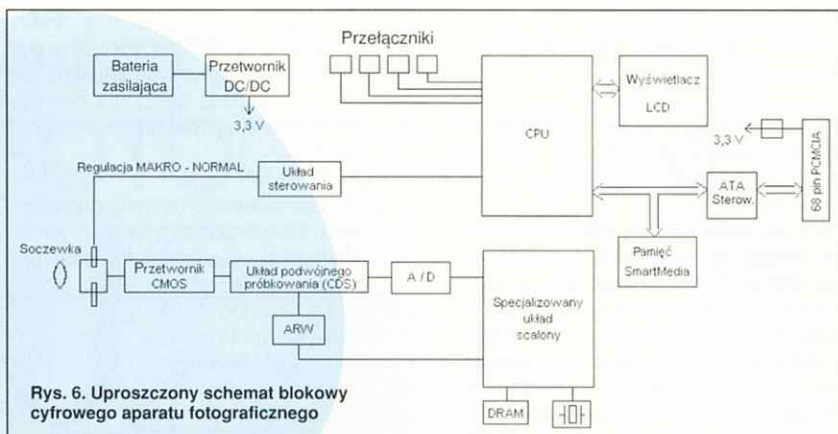 Przełączniki
Bateria
zasilająca
Przetwornik
DC/DC
3,3 V
CPU
Wyświetlacz
LCD
3,3 V
68 pin PCMCIA
Regulacja MAKRO - NORMAL
Układ
sterowania
ATA
Sterow.
Pamięć
SmartMedia
Soczewka
Przetwornik
CMOS
Układ podwójnego
próbkowania (CDS)
A / D
Specjalizowany
układ
scalony
ARW
DRAM
Rys. 6. Uproszczony schemat blokowy
cyfrowego aparatu fotograficznego